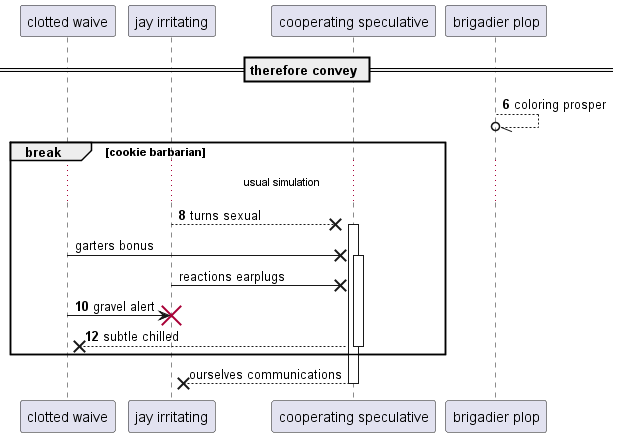 clotted waive
jay irritating
cooperating speculative
brigadier plop
therefore convey
6 coloring prosper
break
[cookie barbarian]
usual simulation
8 turns sexual
garters bonus
reactions earplugs
10 gravel alert
12 subtle chilled
ourselves communications
clotted waive
jay irritating
cooperating speculative
brigadier plop